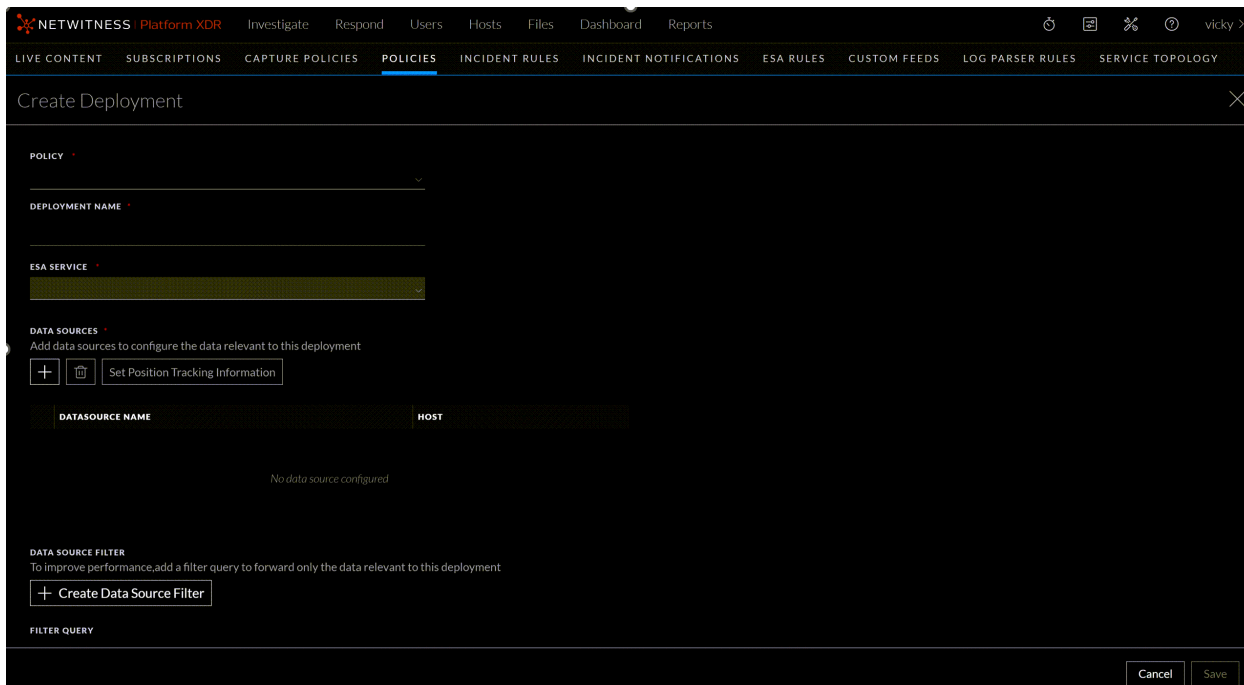 NETWITNESS Platform XDR Investigate Respond Users Hosts Files Dashboard Reports vicky
LIVE CONTENT SUBSCRIPTIONS CAPTURE POLICIES POLICIES INCIDENT RULES INCIDENT NOTIFICATIONS ESA RULES CUSTOM FEEDS LOG PARSER RULES SERVICE TOPOLOGY
Create Deployment
POLICY *
DEPLOYMENT NAME *
ESA SERVICE *
DATA SOURCES *
Add data sources to configure the data relevant to this deployment
Set Position Tracking Information
DATASOURCE NAME HOST
No data source configured
DATA SOURCE FILTER
To improve performance,add a filter query to forward only the data relevant to this deployment
+ Create Data Source Filter
FILTER QUERY
Cancel Save